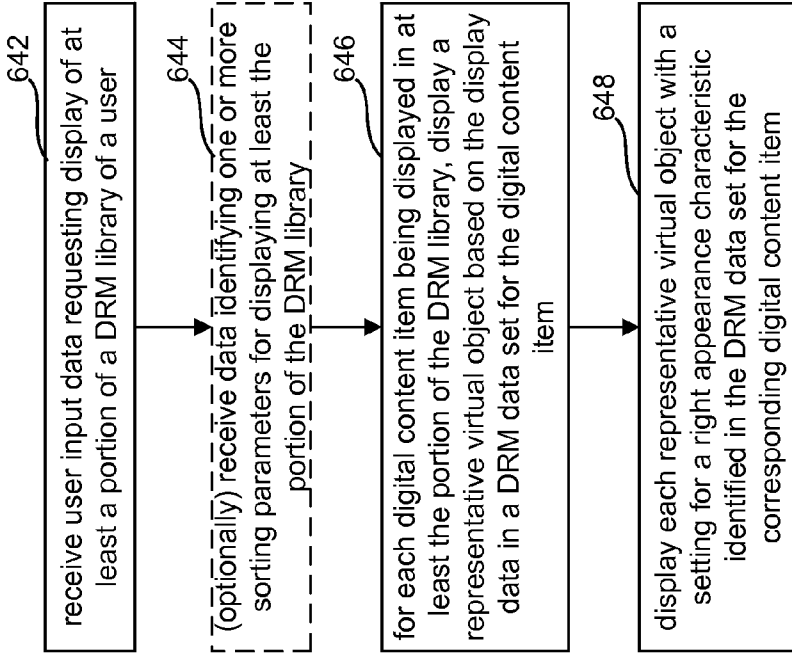 642
receive user input data requesting display of at
least a portion of a DRM library of a user
644
(optionally) receive data identifying one or more
sorting parameters for displaying at least the
portion of the DRM library
646
for each digital content item being displayed in at
least the portion of the DRM library, display a
representative virtual object based on the display
data in a DRM data set for the digital content
item
648
display each representative virtual object with a
setting for a right appearance characteristic
identified in the DRM data set for the
corresponding digital content item